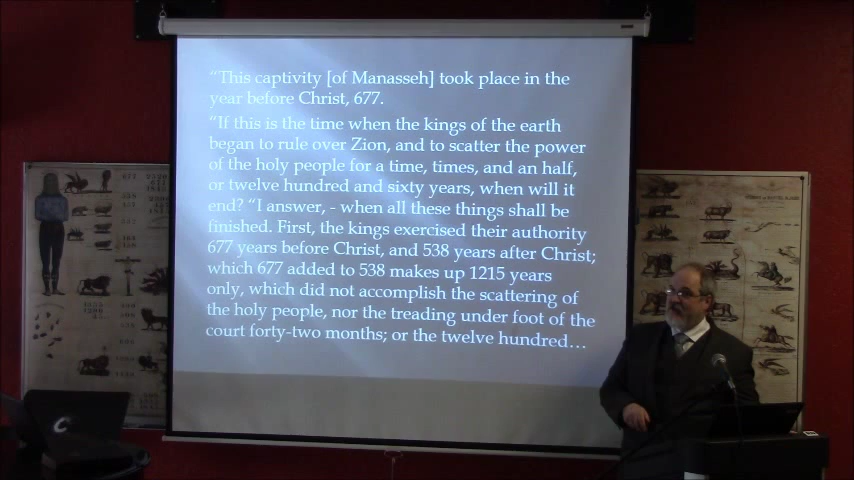 “This captivity [of Manasseh] took place in the
year before Christ, 677.
“If this is the time when the kings of the earth
began to rule over Zion, and to scatter the power
of the holy people for a time, times, and an half,
or twelve hundred and sixty years, when will it
end? “I answer, - when all these things shall be
finished. First, the kings exercised their authority
677 years before Christ, and 538 years after Christ;
which 677 added to 538 makes up 1215 years
only, which did not accomplish the scattering of
the holy people, nor the treading under foot of the
court forty-two months; or the twelve hundred…